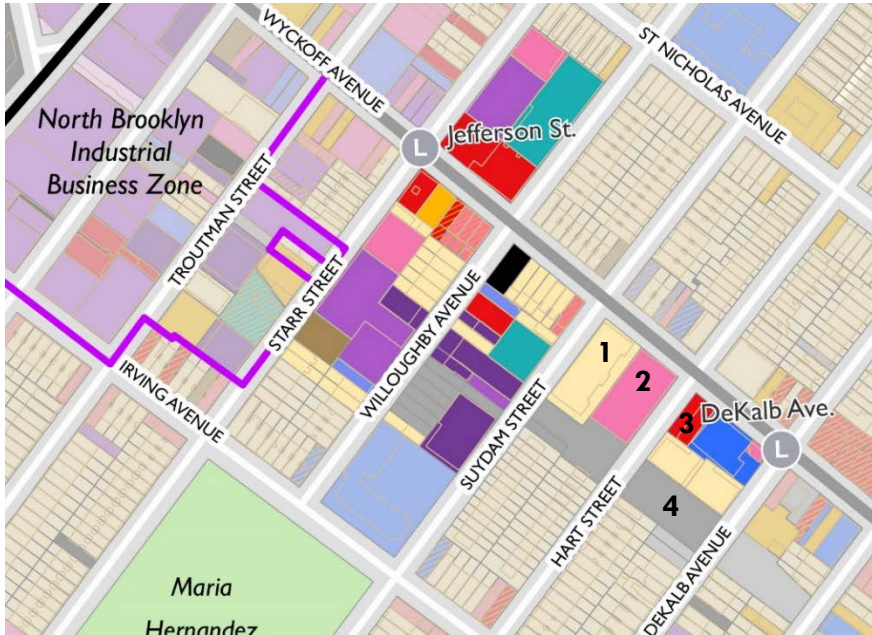 WYCKOFF AVENUE
ST NICHOLAS AVENUE
North Brooklyn
Industrial
Business Zone
L
Jefferson St.
TROUTMAN STREET
STARR STREET
WILLOUGHBY AVENUE
IRVING AVENUE
SUYDAM STREET
1
2
3
DeKalb Ave.
L
4
HART STREET
DEKALB AVENUE
Maria
Hernandez